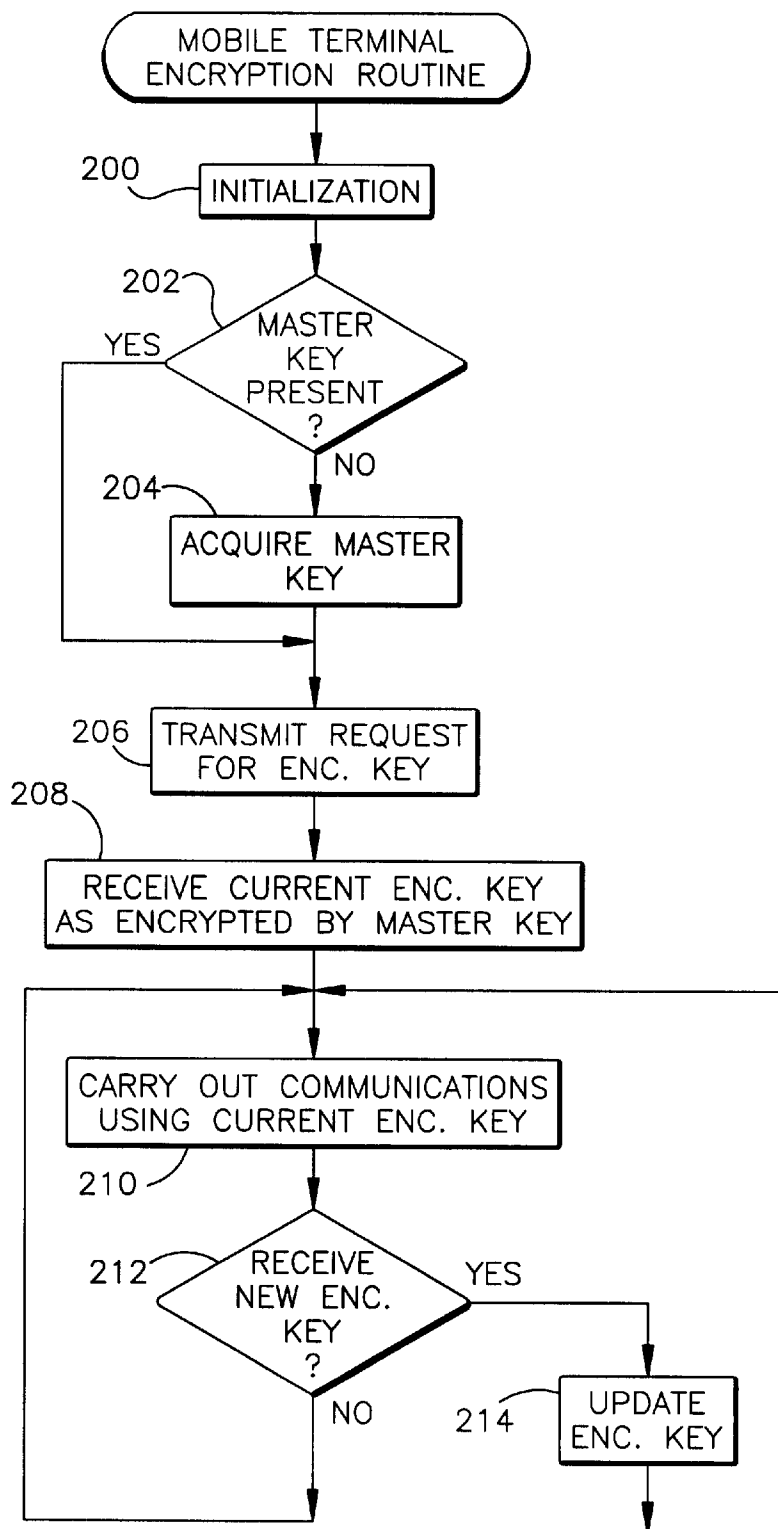 MOBILE TERMINAL
ENCRYPTION ROUTINE
200
INITIALIZATION
202
YES
MASTER
KEY
PRESENT
?
NO
204
ACQUIRE MASTER
KEY
206
TRANSMIT REQUEST
FOR ENC. KEY
208
RECEIVE CURRENT ENC. KEY
AS ENCRYPTED BY MASTER KEY
CARRY OUT COMMUNICATIONS
USING CURRENT ENC. KEY
210
212
RECEIVE
NEW ENC.
KEY
?
YES
NO
214
UPDATE
ENC. KEY